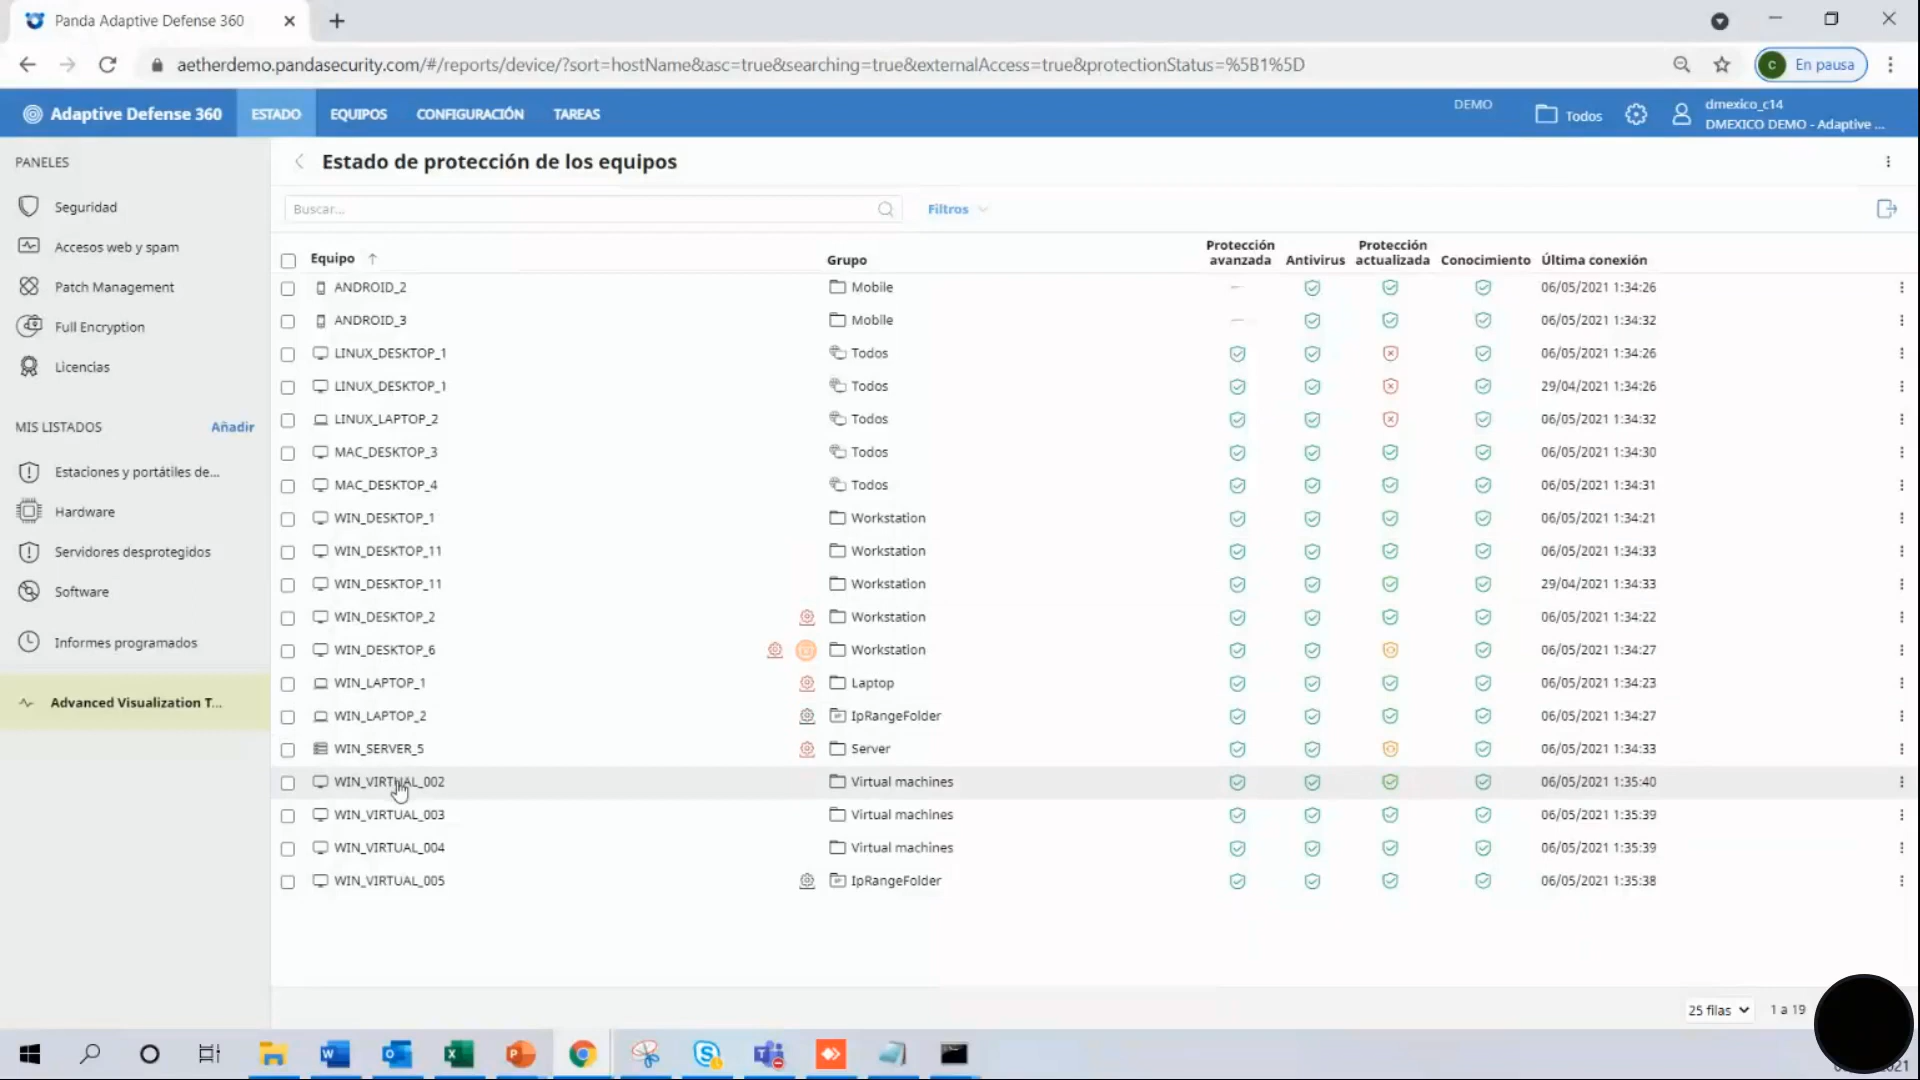 Panda Adaptive Defense 360
aetherdemo.pandasecurity.com/#/reports/device/?sort=hostName&asc=true&searching=true&externalAccess=true&protectionStatus=%5B1%5D
C
En pausa
Adaptive Defense 360
ESTADO
EQUIPOS
CONFIGURACIÓN
TAREAS
DEMO
Todos
dmexico_c14
DMEXICO DEMO - Adaptive ...
PANELES
Seguridad
Accesos web y spam
Patch Management
Full Encryption
Licencias
MIS LISTADOS
Añadir
Estaciones y portátiles de...
Hardware
Servidores desprotegidos
Software
Informes programados
Advanced Visualization T...
Estado de protección de los equipos
Buscar...
Filtros
Equipo Grupo Protección avanzada Antivirus Protección actualizada Conocimiento Última conexión
ANDROID_2 Mobile 06/05/2021 1:34:26
ANDROID_3 Mobile 06/05/2021 1:34:32
LINUX_DESKTOP_1 Todos 06/05/2021 1:34:26
LINUX_DESKTOP_1 Todos 29/04/2021 1:34:26
LINUX_LAPTOP_2 Todos 06/05/2021 1:34:32
MAC_DESKTOP_3 Todos 06/05/2021 1:34:30
MAC_DESKTOP_4 Todos 06/05/2021 1:34:31
WIN_DESKTOP_1 Workstation 06/05/2021 1:34:21
WIN_DESKTOP_11 Workstation 06/05/2021 1:34:33
WIN_DESKTOP_11 Workstation 29/04/2021 1:34:33
WIN_DESKTOP_2 Workstation 06/05/2021 1:34:22
WIN_DESKTOP_6 Workstation 06/05/2021 1:34:27
WIN_LAPTOP_1 Laptop 06/05/2021 1:34:23
WIN_LAPTOP_2 IpRangeFolder 06/05/2021 1:34:27
WIN_SERVER_5 Server 06/05/2021 1:34:33
WIN_VIRTUAL_002 Virtual machines 06/05/2021 1:35:40
WIN_VIRTUAL_003 Virtual machines 06/05/2021 1:35:39
WIN_VIRTUAL_004 Virtual machines 06/05/2021 1:35:39
WIN_VIRTUAL_005 IpRangeFolder 06/05/2021 1:35:38
25 filas
1 a 19